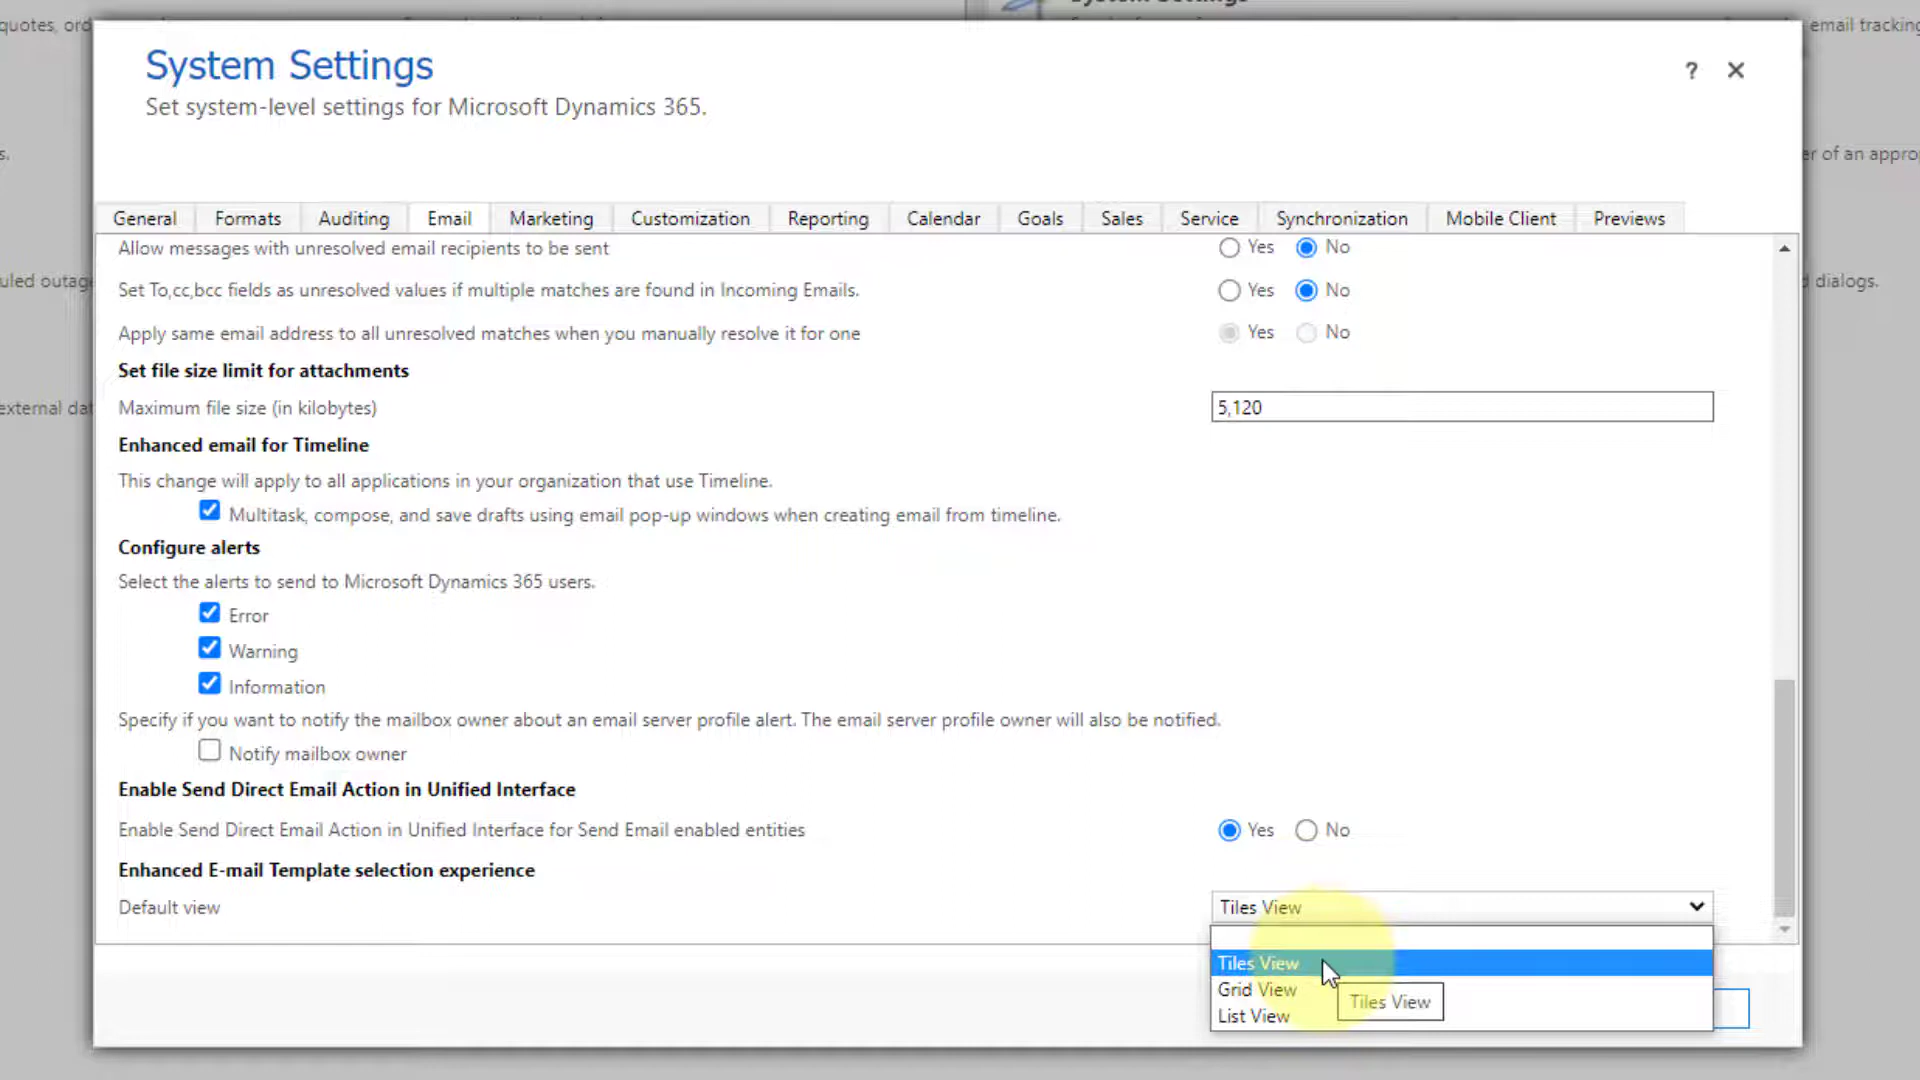 System Settings
quotes, ord
email tracking
System Settings
? ×
Set system-level settings for Microsoft Dynamics 365.
s.
er of an approp
General Formats Auditing Email Marketing Customization Reporting Calendar Goals Sales Service Synchronization Mobile Client Previews
Allow messages with unresolved email recipients to be sent Yes No
uled outage
d dialogs.
Set To,cc,bcc fields as unresolved values if multiple matches are found in Incoming Emails. Yes No
Apply same email address to all unresolved matches when you manually resolve it for one Yes No
Set file size limit for attachments
external dat
Maximum file size (in kilobytes) 5,120
Enhanced email for Timeline
This change will apply to all applications in your organization that use Timeline.
Multitask, compose, and save drafts using email pop-up windows when creating email from timeline.
Configure alerts
Select the alerts to send to Microsoft Dynamics 365 users.
Error
Warning
Information
Specify if you want to notify the mailbox owner about an email server profile alert. The email server profile owner will also be notified.
Notify mailbox owner
Enable Send Direct Email Action in Unified Interface
Enable Send Direct Email Action in Unified Interface for Send Email enabled entities Yes No
Enhanced E-mail Template selection experience
Default view Tiles View
Tiles View
Grid View
Tiles View
List View